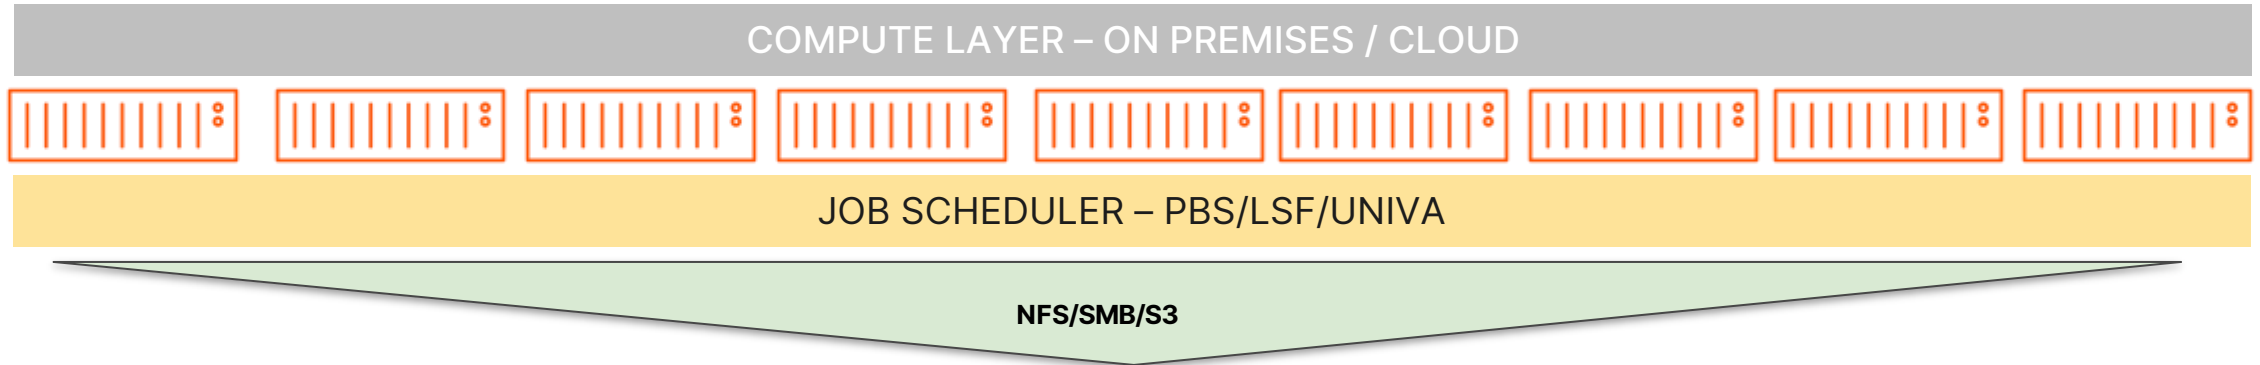 COMPUTE LAYER – ON PREMISES / CLOUD
JOB SCHEDULER – PBS/LSF/UNIVA
NFS/SMB/S3